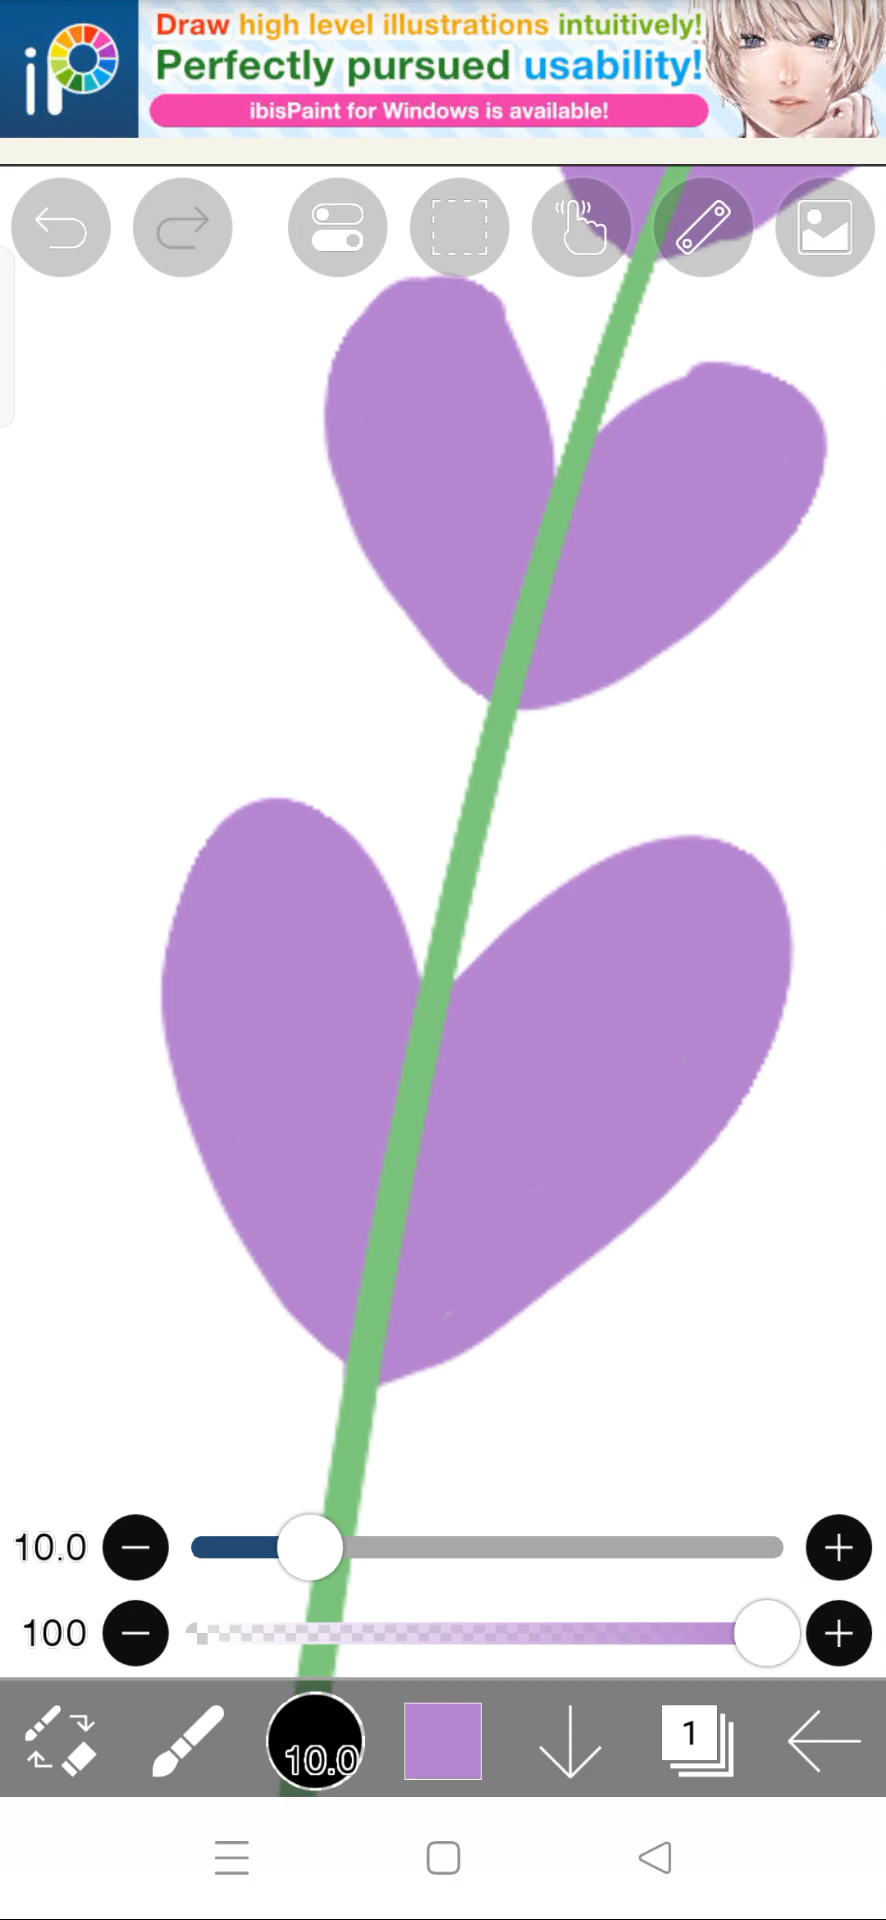 iP
Draw high level illustrations intuitively!
Perfectly pursued usability!
ibisPaint for Windows is available!
10.0
100
10.0
1